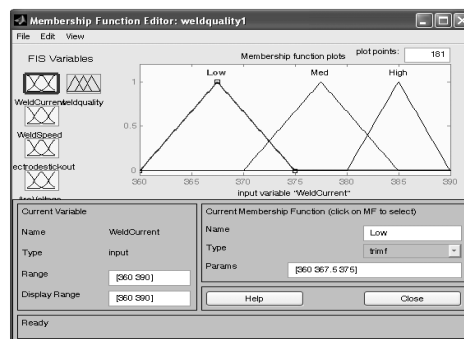 Membership Function Editor: weldquality1
File Edit View
FIS Variables
Membership function plots
plot points:
181
WeldCurrent
weldquality
WeldSpeed
ectrodestickout
ArcVoltage
Low
Med
High
1
0.5
0
360 365 370 375 380 385 390
input variable "WeldCurrent"
Current Variable
Name WeldCurrent
Type input
Range [360 390]
Display Range [360 390]
Current Membership Function (click on MF to select)
Name Low
Type trimf
Params [360 367.5 375]
Help Close
Ready